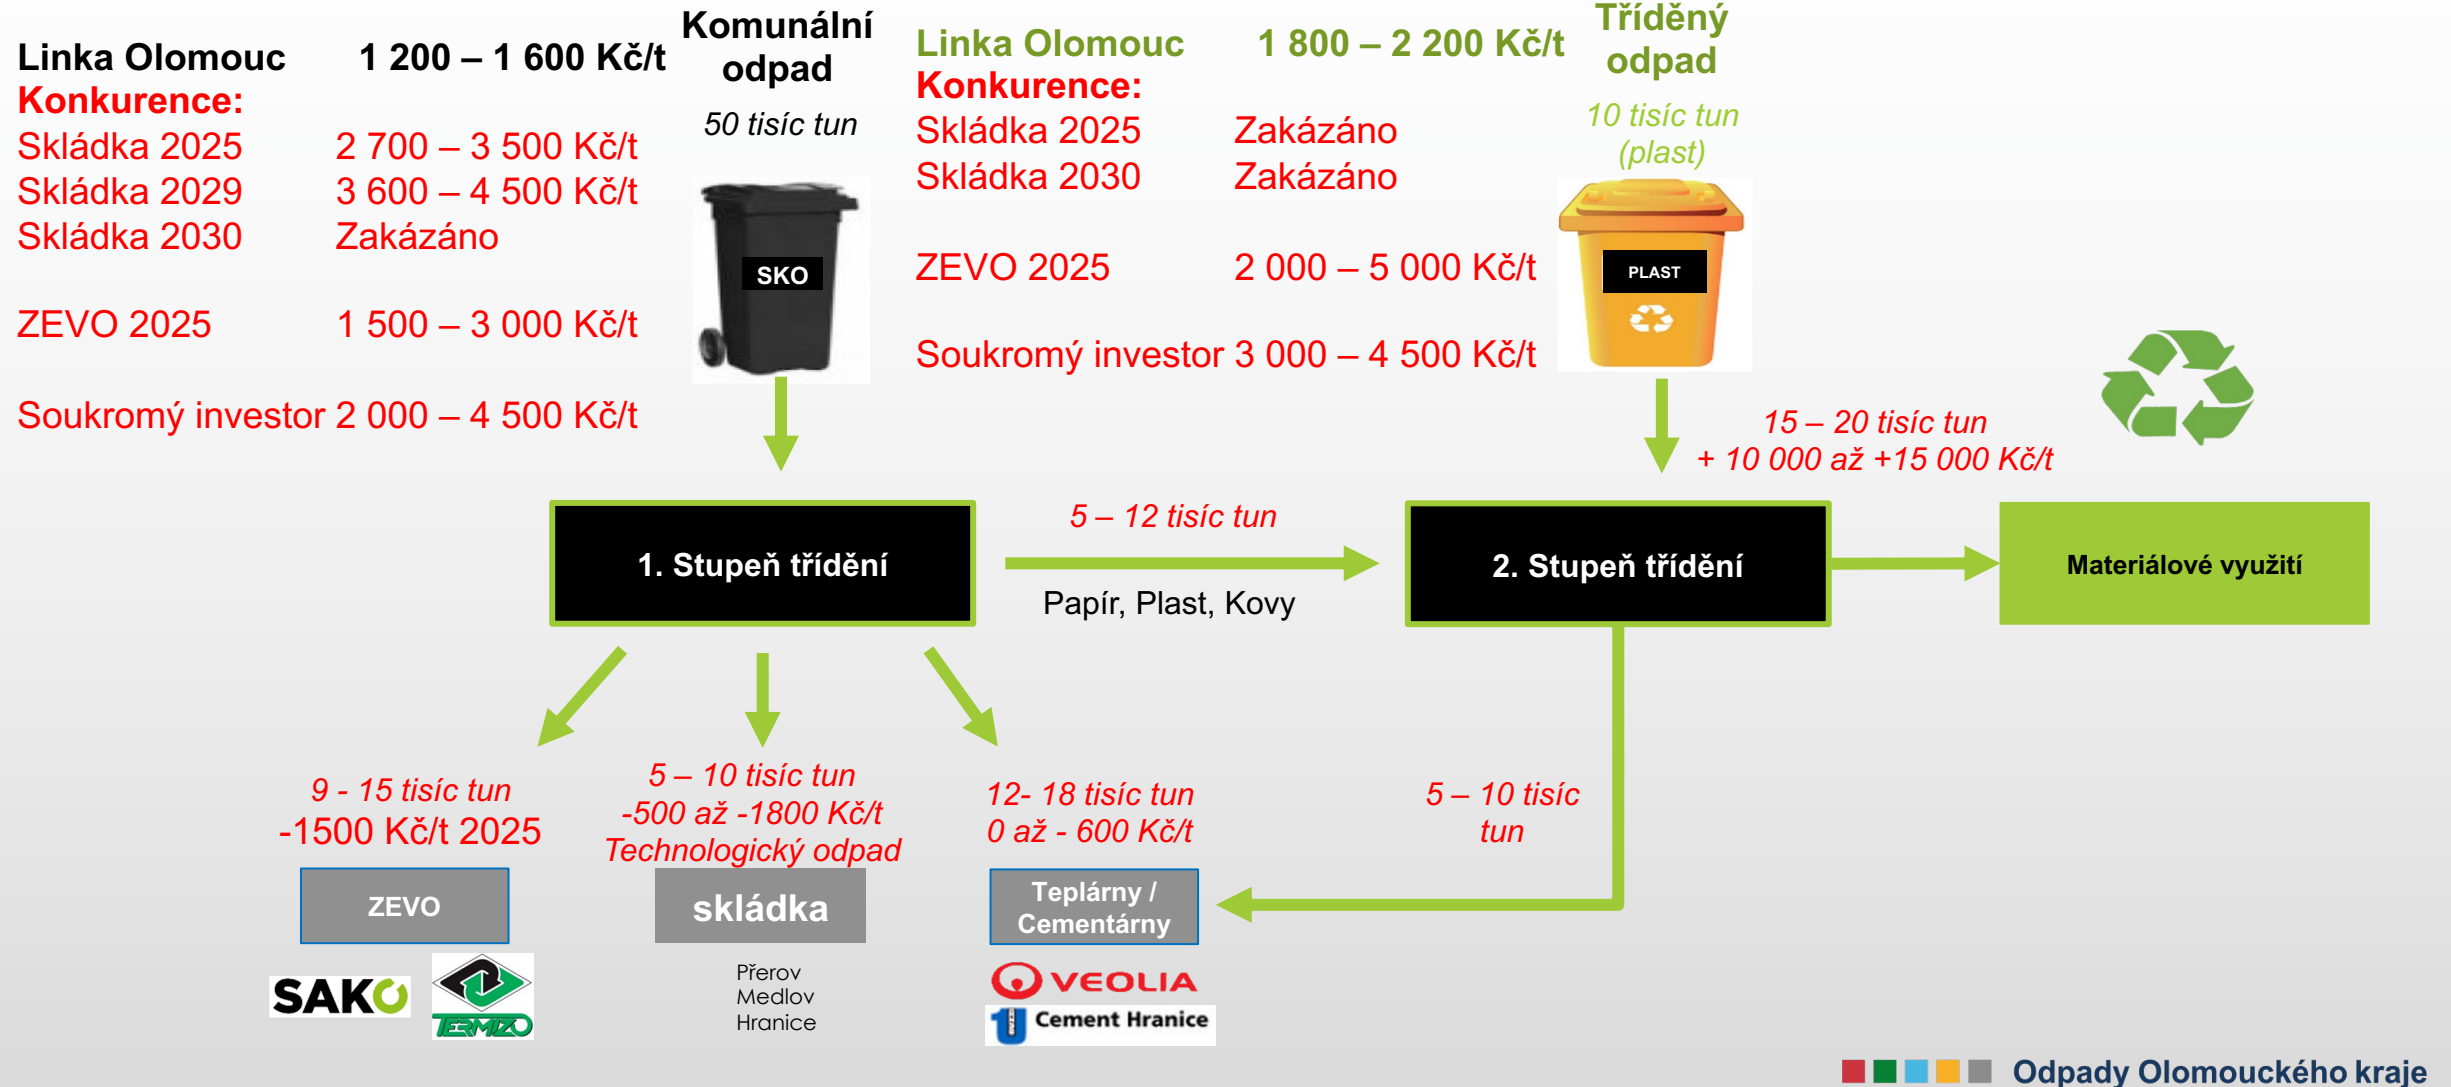 Linka Olomouc 1 200 – 1 600 Kč/t
Konkurence:
Skládka 2025 2 700 – 3 500 Kč/t
Skládka 2029 3 600 – 4 500 Kč/t
Skládka 2030 Zakázáno
ZEVO 2025 1 500 – 3 000 Kč/t
Soukromý investor 2 000 – 4 500 Kč/t
Komunální
odpad
50 tisíc tun
SKO
Linka Olomouc 1 800 – 2 200 Kč/t
Konkurence:
Skládka 2025 Zakázáno
Skládka 2030 Zakázáno
ZEVO 2025 2 000 – 5 000 Kč/t
Soukromý investor 3 000 – 4 500 Kč/t
Tříděný
odpad
10 tisíc tun
(plast)
PLAST
15 – 20 tisíc tun
+ 10 000 až +15 000 Kč/t
1. Stupeň třídění
5 – 12 tisíc tun
Papír, Plast, Kovy
2. Stupeň třídění
Materiálové využití
9 - 15 tisíc tun
-1500 Kč/t 2025
ZEVO
SAKO
TERMIZO
5 – 10 tisíc tun
-500 až -1800 Kč/t
Technologický odpad
skládka
Přerov
Medlov
Hranice
12- 18 tisíc tun
0 až - 600 Kč/t
Teplárny /
Cementárny
VEOLIA
Cement Hranice
5 – 10 tisíc
tun
Odpady Olomouckého kraje